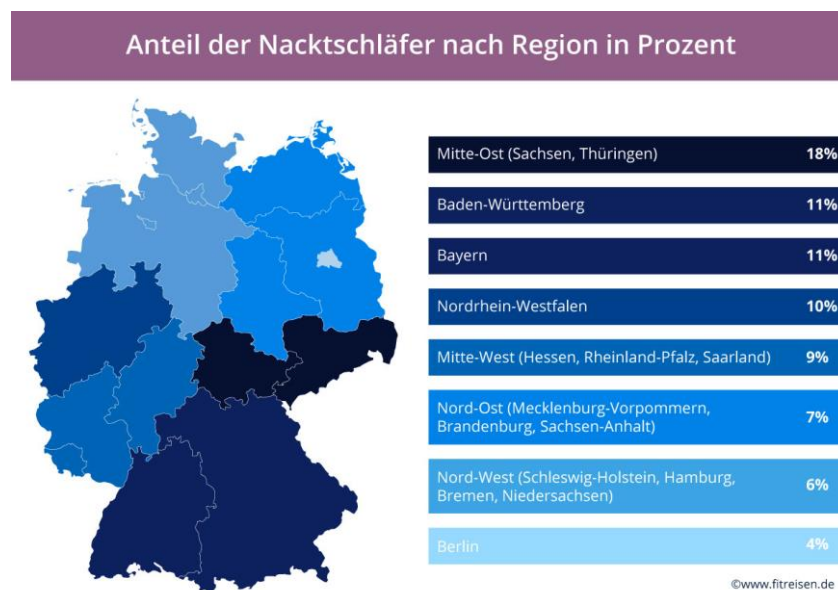 Anteil der Nacktschläfer nach Region in Prozent
Mitte-Ost (Sachsen, Thüringen) 18%
Baden-Württemberg 11%
Bayern 11%
Nordrhein-Westfalen 10%
Mitte-West (Hessen, Rheinland-Pfalz, Saarland) 9%
Nord-Ost (Mecklenburg-Vorpommern,
Brandenburg, Sachsen-Anhalt) 7%
Nord-West (Schleswig-Holstein, Hamburg,
Bremen, Niedersachsen) 6%
Berlin 4%
©www.fitreisen.de